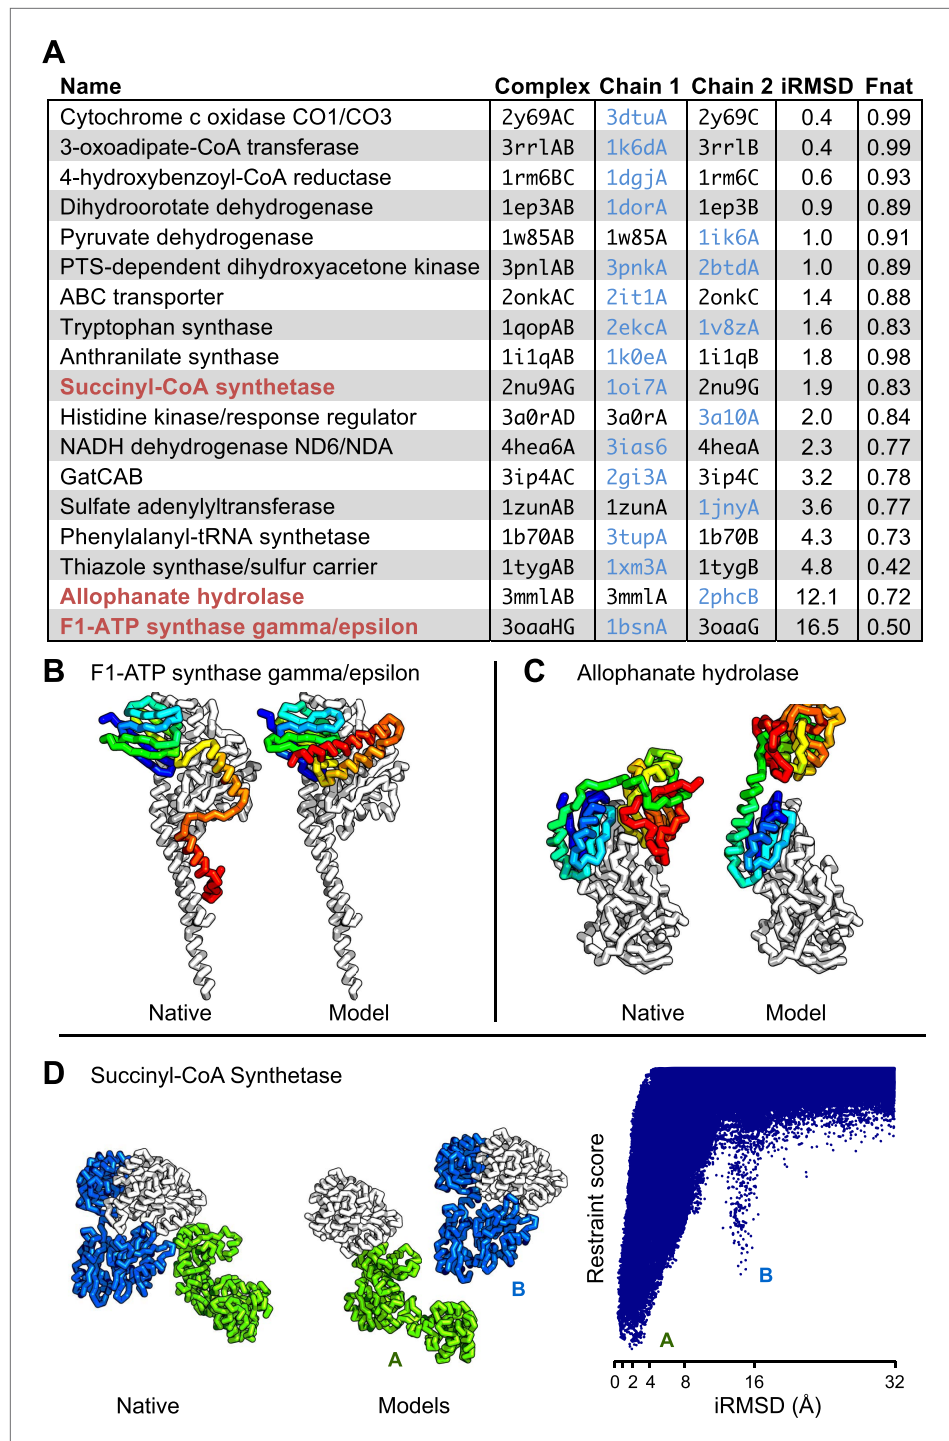 A
Name Complex Chain 1 Chain 2 iRMSD Fnat
Cytochrome c oxidase CO1/CO3 2y69AC 3dtuA 2y69C 0.4 0.99
3-oxoadipate-CoA transferase 3rrlAB 1k6dA 3rrlB 0.4 0.99
4-hydroxybenzoyl-CoA reductase 1rm6BC 1dgjA 1rm6C 0.6 0.93
Dihydroorotate dehydrogenase 1ep3AB 1dorA 1ep3B 0.9 0.89
Pyruvate dehydrogenase 1w85AB 1w85A 1ik6A 1.0 0.91
PTS-dependent dihydroxyacetone kinase 3pnlAB 3pnkA 2btdA 1.0 0.89
ABC transporter 2onkAC 2it1A 2onkC 1.4 0.88
Tryptophan synthase 1qopAB 2ekcA 1v8zA 1.6 0.83
Anthranilate synthase 1i1qAB 1k0eA 1i1qB 1.8 0.98
Succinyl-CoA synthetase 2nu9AG 1oi7A 2nu9G 1.9 0.83
Histidine kinase/response regulator 3a0rAD 3a0rA 3a10A 2.0 0.84
NADH dehydrogenase ND6/NDA 4hea6A 3ias6 4heaA 2.3 0.77
GatCAB 3ip4AC 2gi3A 3ip4C 3.2 0.78
Sulfate adenylyltransferase 1zunAB 1zunA 1jnyA 3.6 0.77
Phenylalanyl-tRNA synthetase 1b70AB 3tupA 1b70B 4.3 0.73
Thiazole synthase/sulfur carrier 1tygAB 1xm3A 1tygB 4.8 0.42
Allophanate hydrolase 3mmlAB 3mmlA 2phcB 12.1 0.72
F1-ATP synthase gamma/epsilon 3oaaHG 1bsnA 3oaaG 16.5 0.50
B F1-ATP synthase gamma/epsilon
Native Model
C Allophanate hydrolase
Native Model
D Succinyl-CoA Synthetase
B
A
Native Models
Restraint score
B
A
0 2 4 8 16 32
iRMSD (Å)